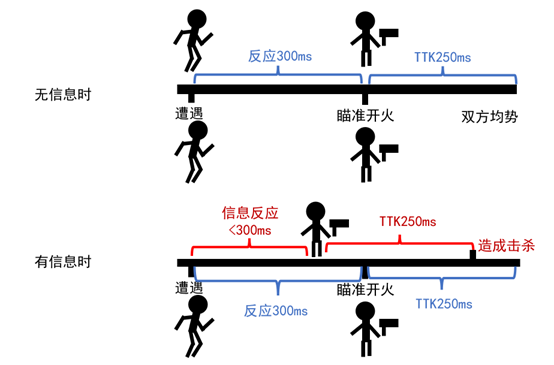 反应300ms
TTK250ms
无信息时
遭遇
瞄准开火
双方均势
信息反应
<300ms
TTK250ms
造成击杀
有信息时
遭遇
瞄准开火
反应300ms
TTK250ms